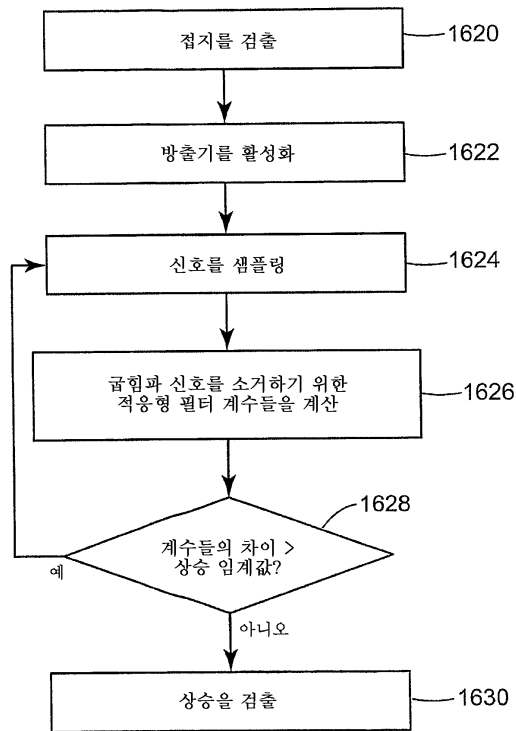 접지를 검출
1620
방출기를 활성화
1622
신호를 샘플링
1624
굽힘파 신호를 소거하기 위한
적응형 필터 계수들을 계산
1626
1628
계수들의 차이 >
상승 임계값?
예
아니오
상승을 검출
1630